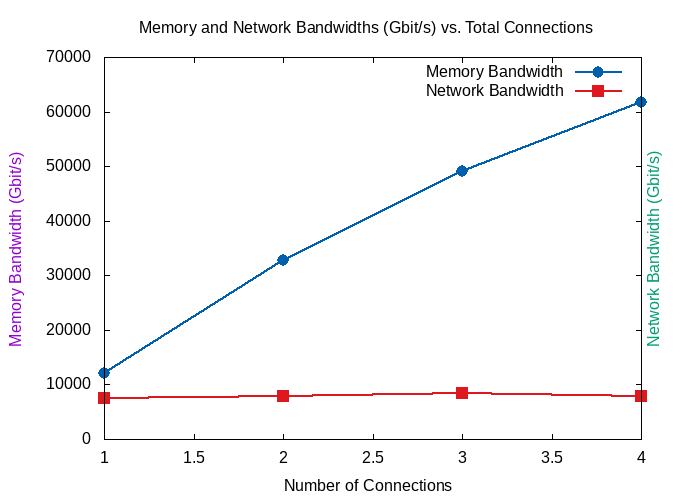 Memory and Network Bandwidths (Gbit/s) vs. Total Connections
70000
60000
50000
40000
30000
20000
10000
0
Memory Bandwidth
Network Bandwidth
Memory Bandwidth (Gbit/s)
Network Bandwidth (Gbit/s)
1 1.5 2 2.5 3 3.5 4
Number of Connections